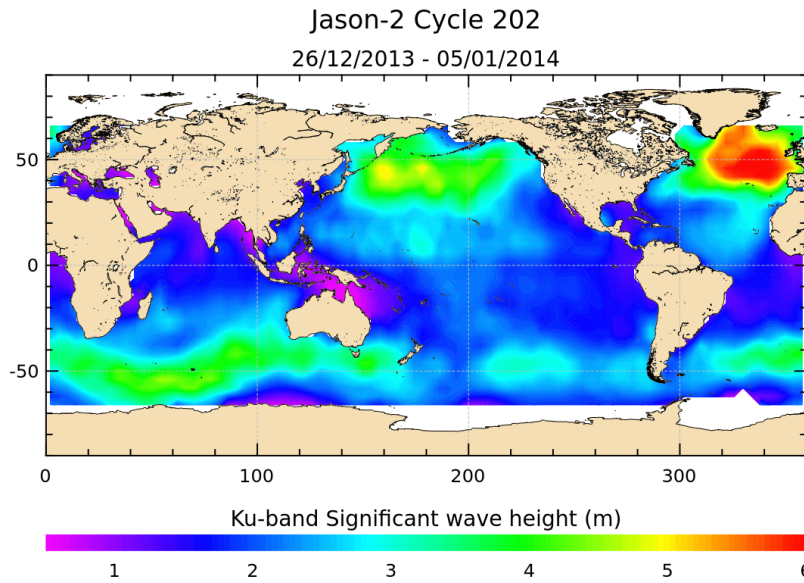 Jason-2 Cycle 202
26/12/2013 - 05/01/2014
50
0
-50
0 100 200 300
Ku-band Significant wave height (m)
1 2 3 4 5 6